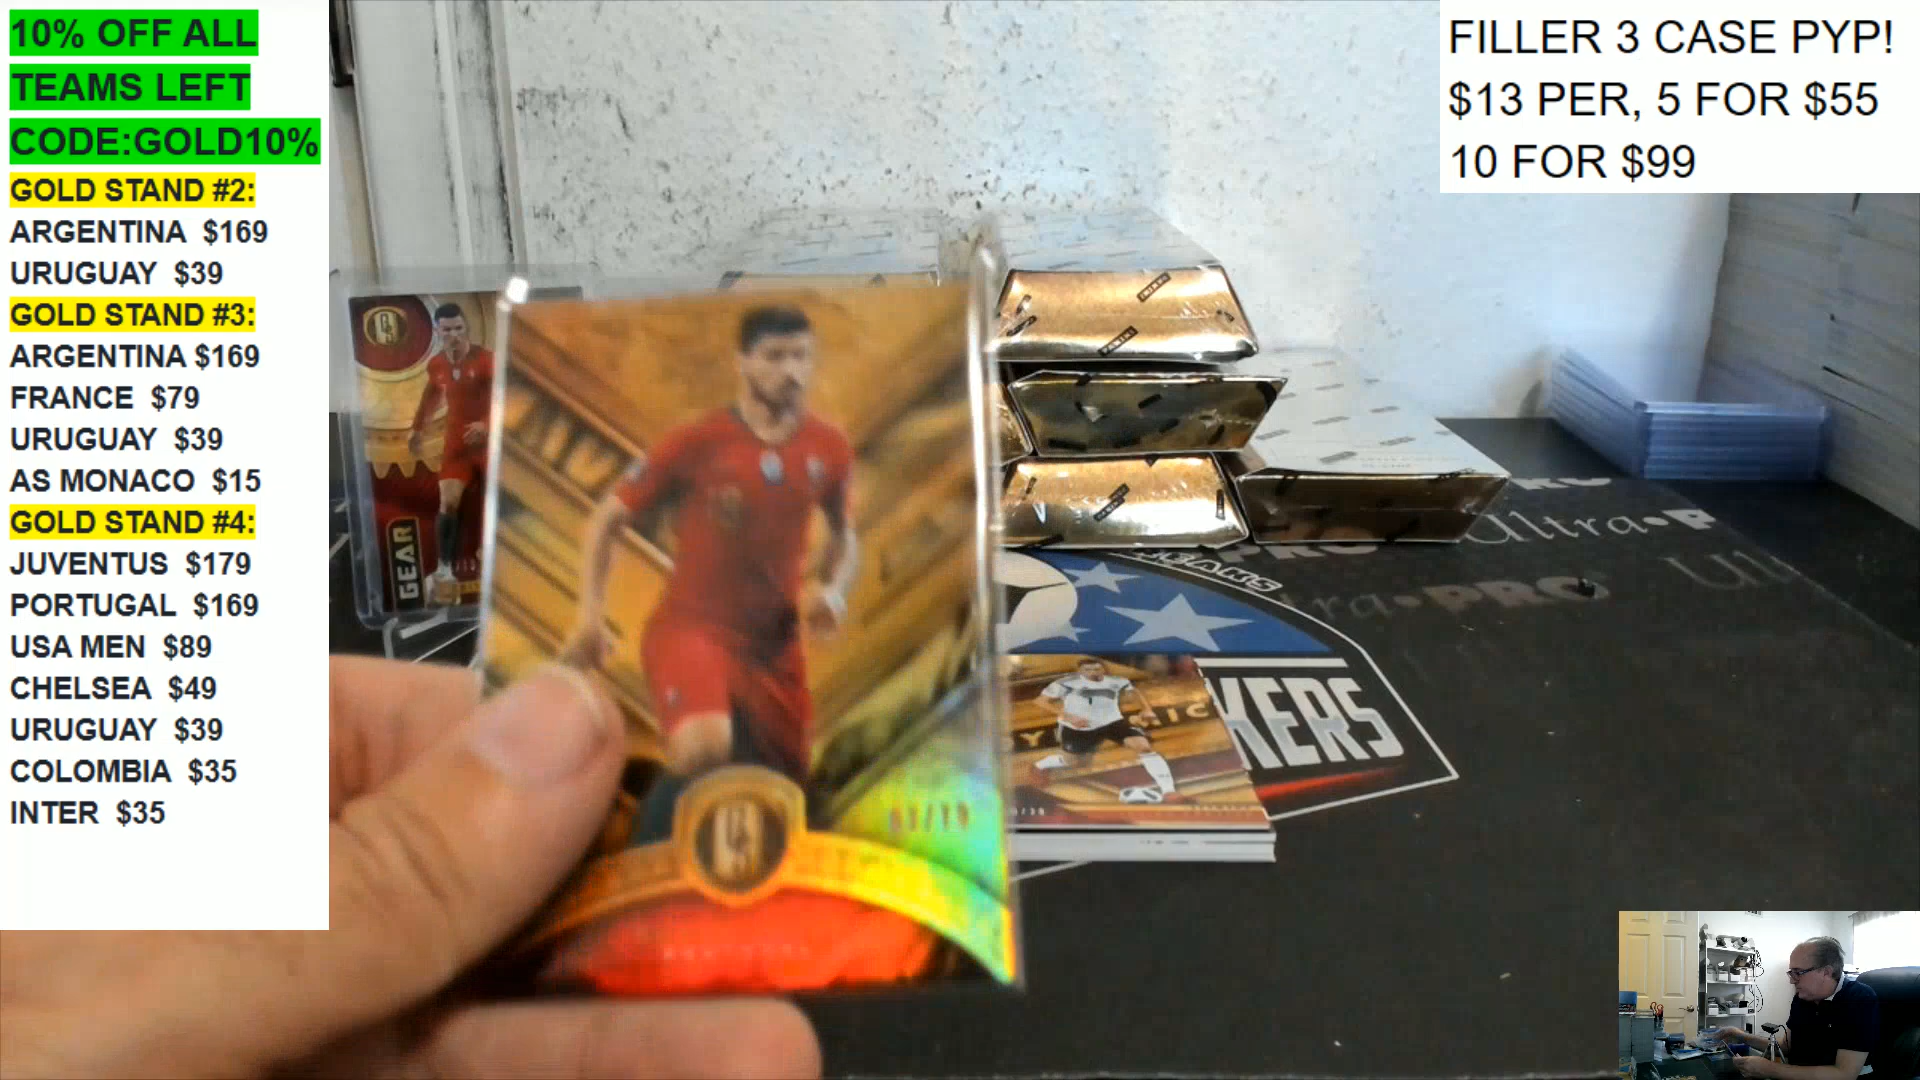 10% OFF ALL
TEAMS LEFT
CODE:GOLD10%
GOLD STAND #2:
ARGENTINA $169
URUGUAY $39
GOLD STAND #3:
ARGENTINA $169
FRANCE $79
URUGUAY $39
AS MONACO $15
GOLD STAND #4:
JUVENTUS $179
PORTUGAL $169
USA MEN $89
CHELSEA $49
URUGUAY $39
COLOMBIA $35
INTER $35
FILLER 3 CASE PYP!
$13 PER, 5 FOR $55
10 FOR $99
GEAR
PANINI
Ultra•P
ra•PRO Ul
KERS